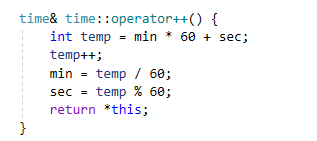 time& time::operator++() {
    int temp = min * 60 + sec;
    temp++;
    min = temp / 60;
    sec = temp % 60;
    return *this;
}